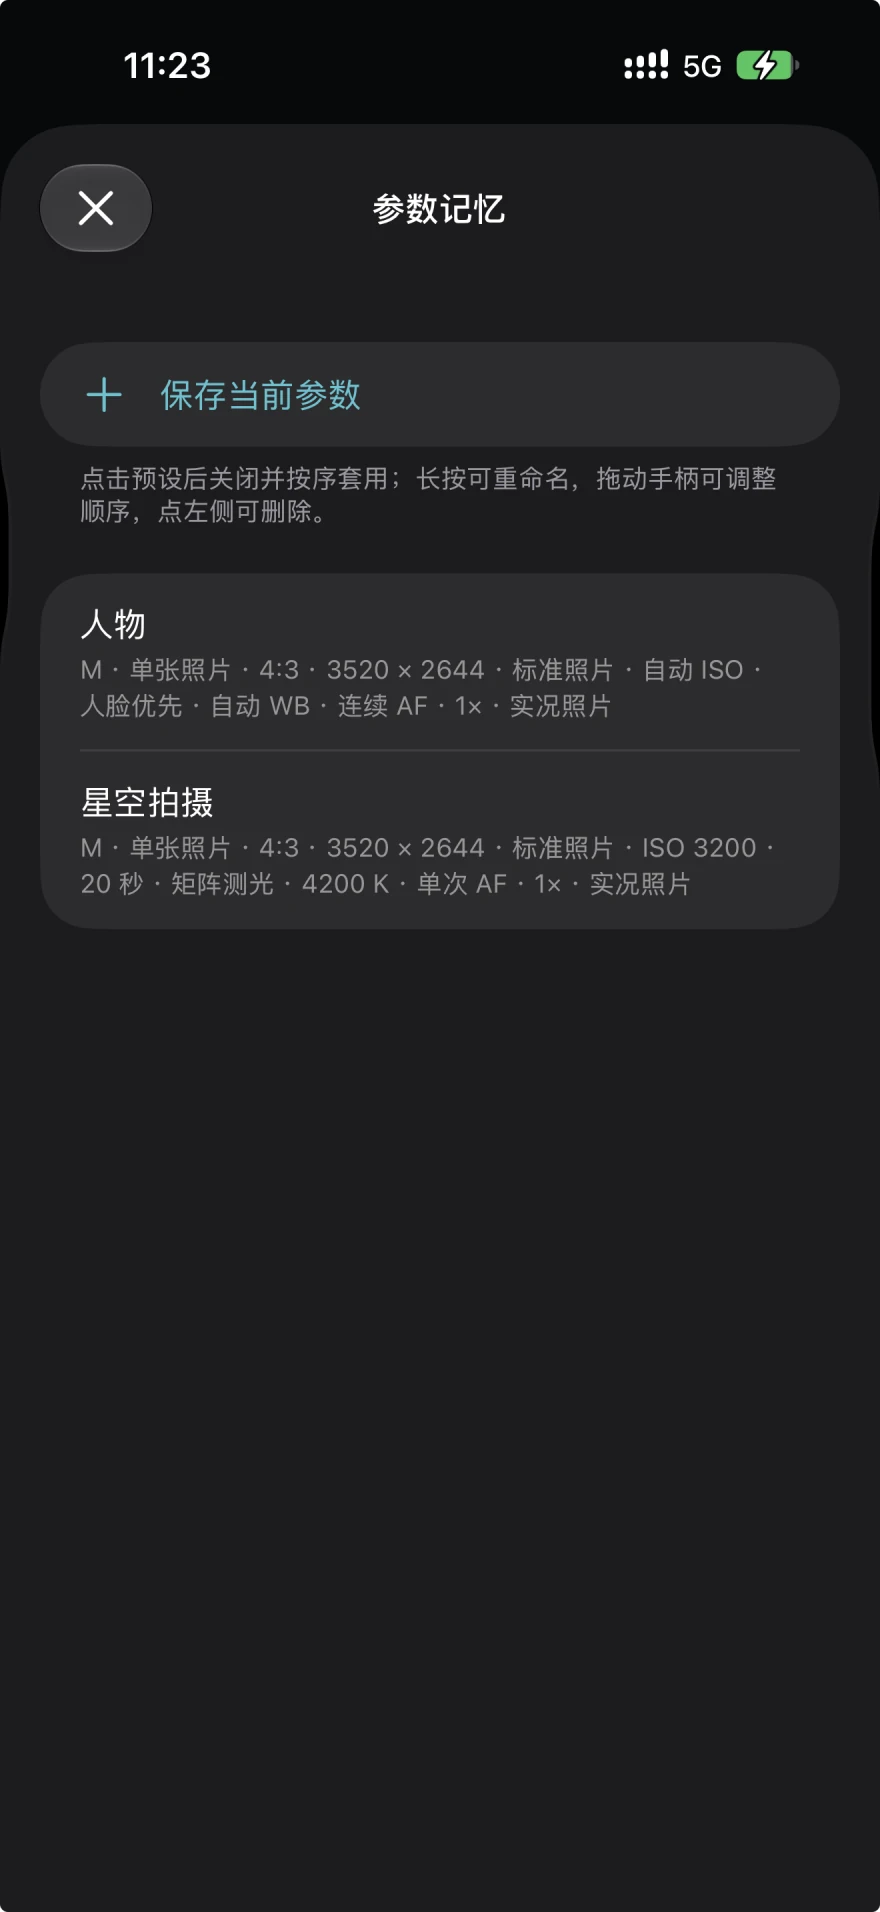 11:23
5G
参数记忆
保存当前参数
点击预设后关闭并按序套用；长按可重命名，拖动手柄可调整
顺序，点左侧可删除。
人物
M · 单张照片 · 4:3 · 3520 × 2644 · 标准照片 · 自动 ISO ·
人脸优先 · 自动 WB · 连续 AF · 1× · 实况照片
星空拍摄
M · 单张照片 · 4:3 · 3520 × 2644 · 标准照片 · ISO 3200 ·
20 秒 · 矩阵测光 · 4200 K · 单次 AF · 1× · 实况照片